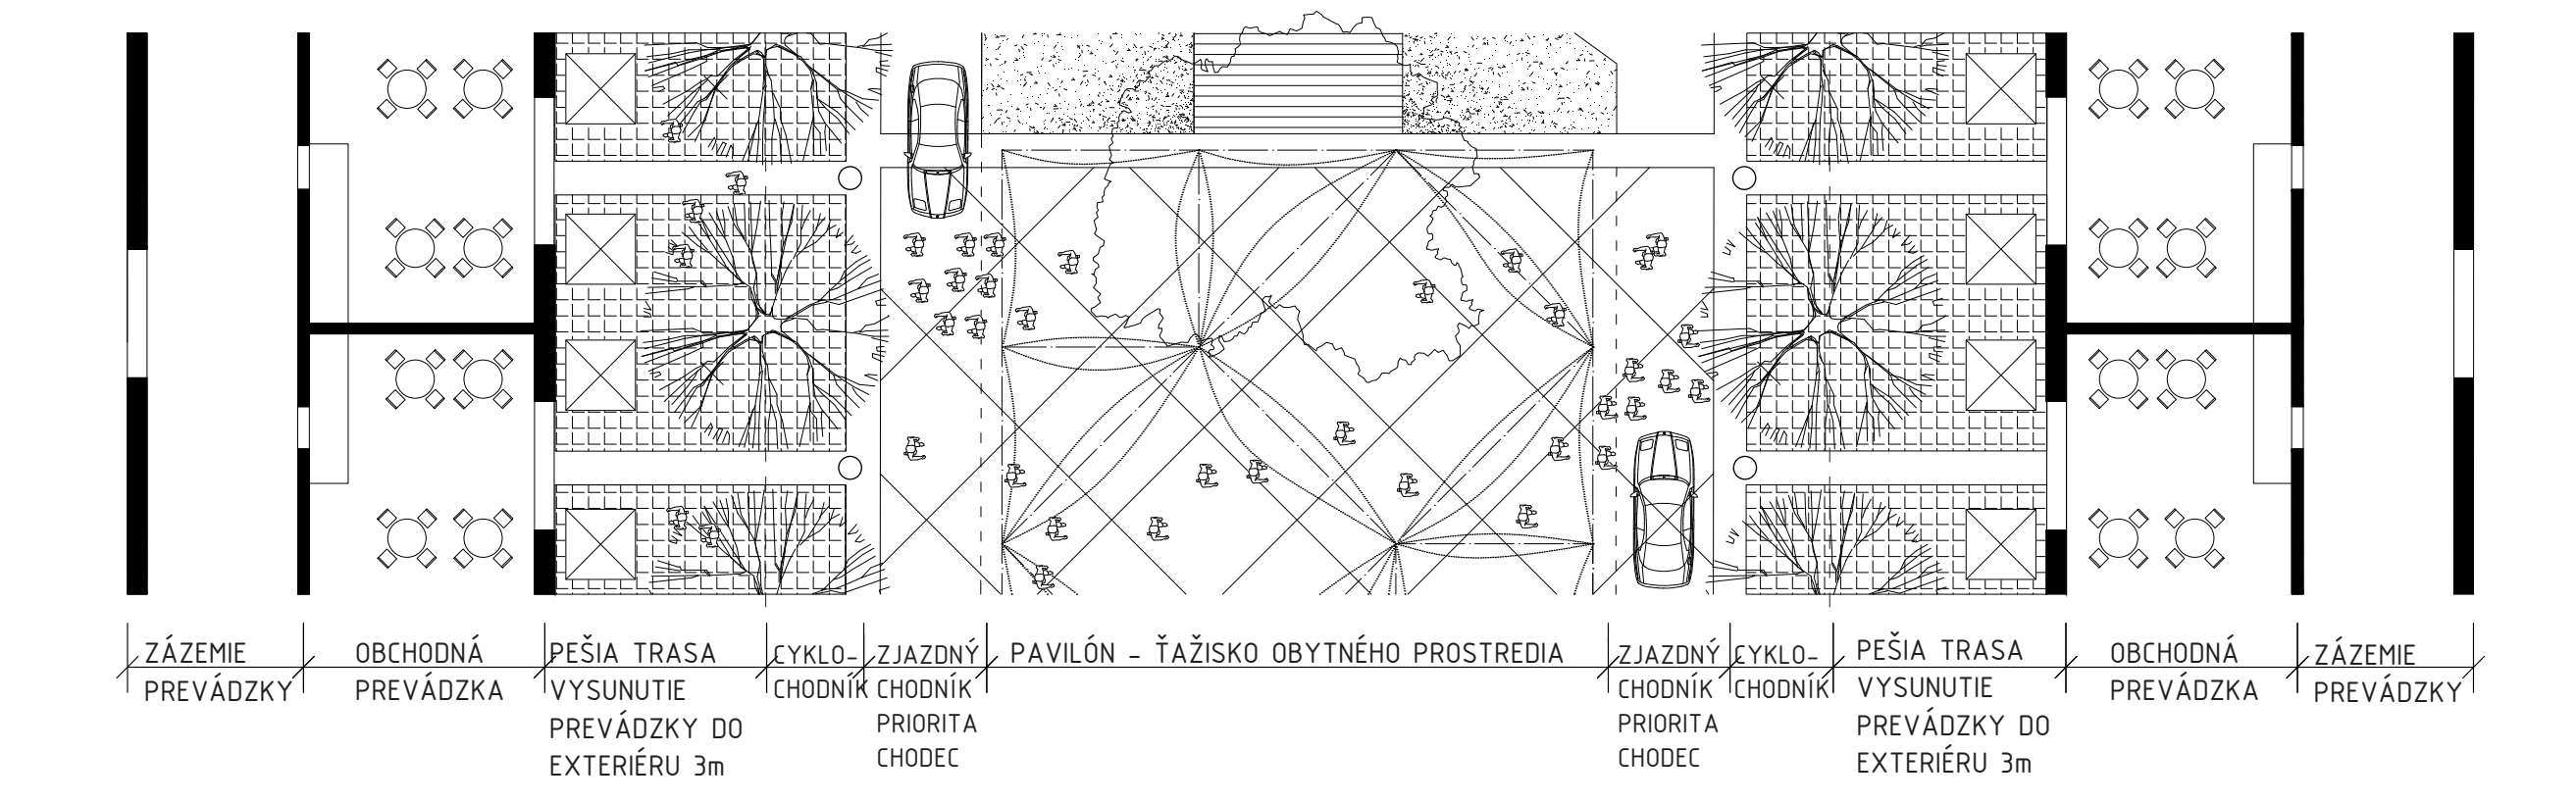 ZÁZEMIE
PREVÁDZKY
OBCHODNÁ
PREVÁDZKA
PEŠIA TRASA
VYSUNUTIE
PREVÁDZKY DO
EXTERIÉRU 3m
CYKLO-
CHODNÍK
ZJAZDNÝ
CHODNÍK
PRIORITA
CHODEC
PAVILÓN - ŤAŽISKO OBYTNÉHO PROSTREDIA
ZJAZDNÝ
CHODNÍK
PRIORITA
CHODEC
CYKLO-
CHODNÍK
PEŠIA TRASA
VYSUNUTIE
PREVÁDZKY DO
EXTERIÉRU 3m
OBCHODNÁ
PREVÁDZKA
ZÁZEMIE
PREVÁDZKY